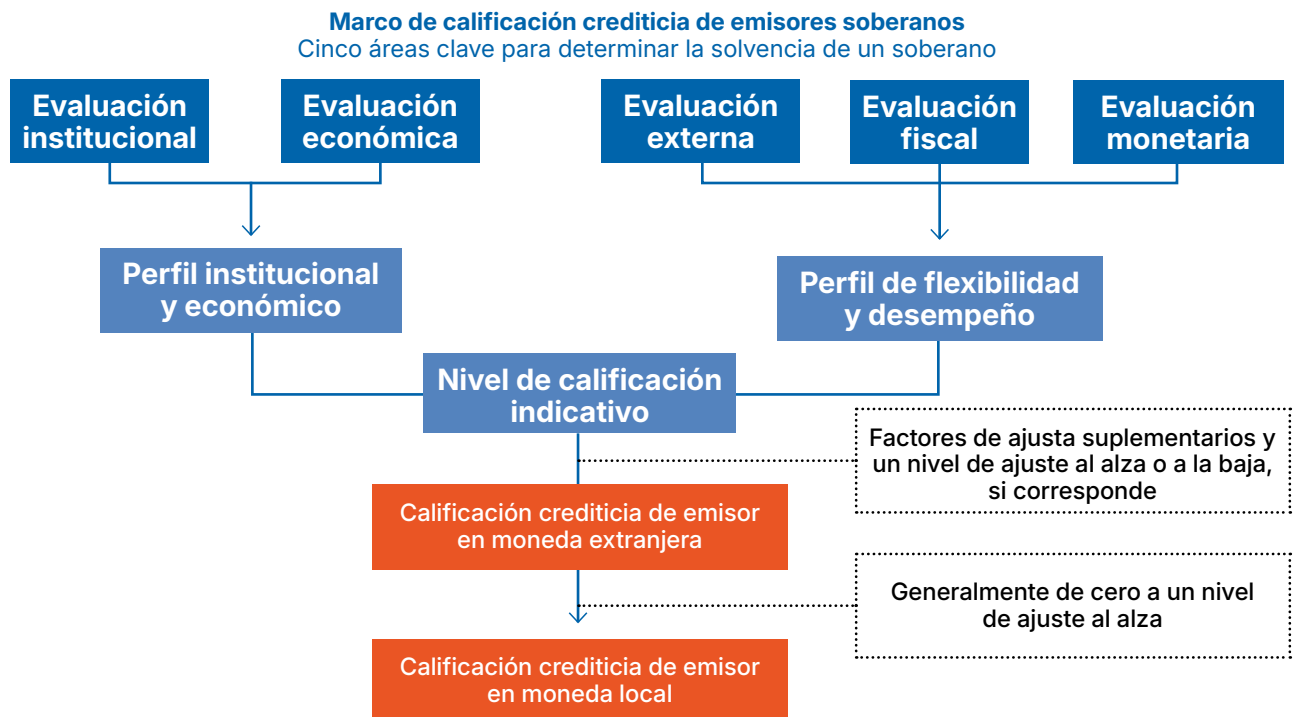 Marco de calificación crediticia de emisores soberanos
Cinco áreas clave para determinar la solvencia de un soberano
Evaluación
institucional
Evaluación
económica
Evaluación
externa
Evaluación
fiscal
Evaluación
monetaria
Perfil institucional
y económico
Perfil de flexibilidad
y desempeño
Nivel de calificación
indicativo
Factores de ajusta suplementarios y
un nivel de ajuste al alza o a la baja,
si corresponde
Calificación crediticia de emisor
en moneda extranjera
Generalmente de cero a un nivel
de ajuste al alza
Calificación crediticia de emisor
en moneda local